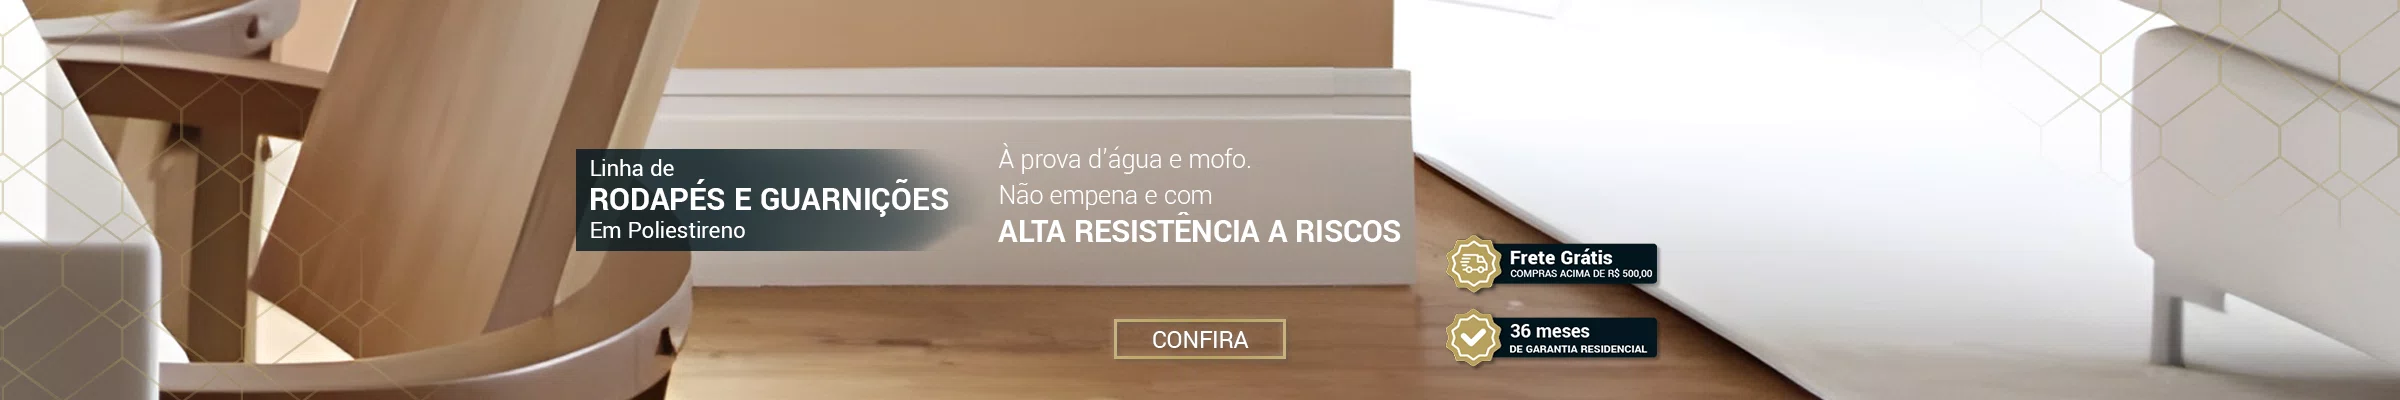 Linha de
RODAPÉS E GUARNIÇÕES
Em Poliestireno
À prova d'água e mofo.
Não empena e com
ALTA RESISTÊNCIA A RISCOS
CONFIRA
Frete Grátis
COMPRAS ACIMA DE R$ 500,00
36 meses
DE GARANTIA RESIDENCIAL